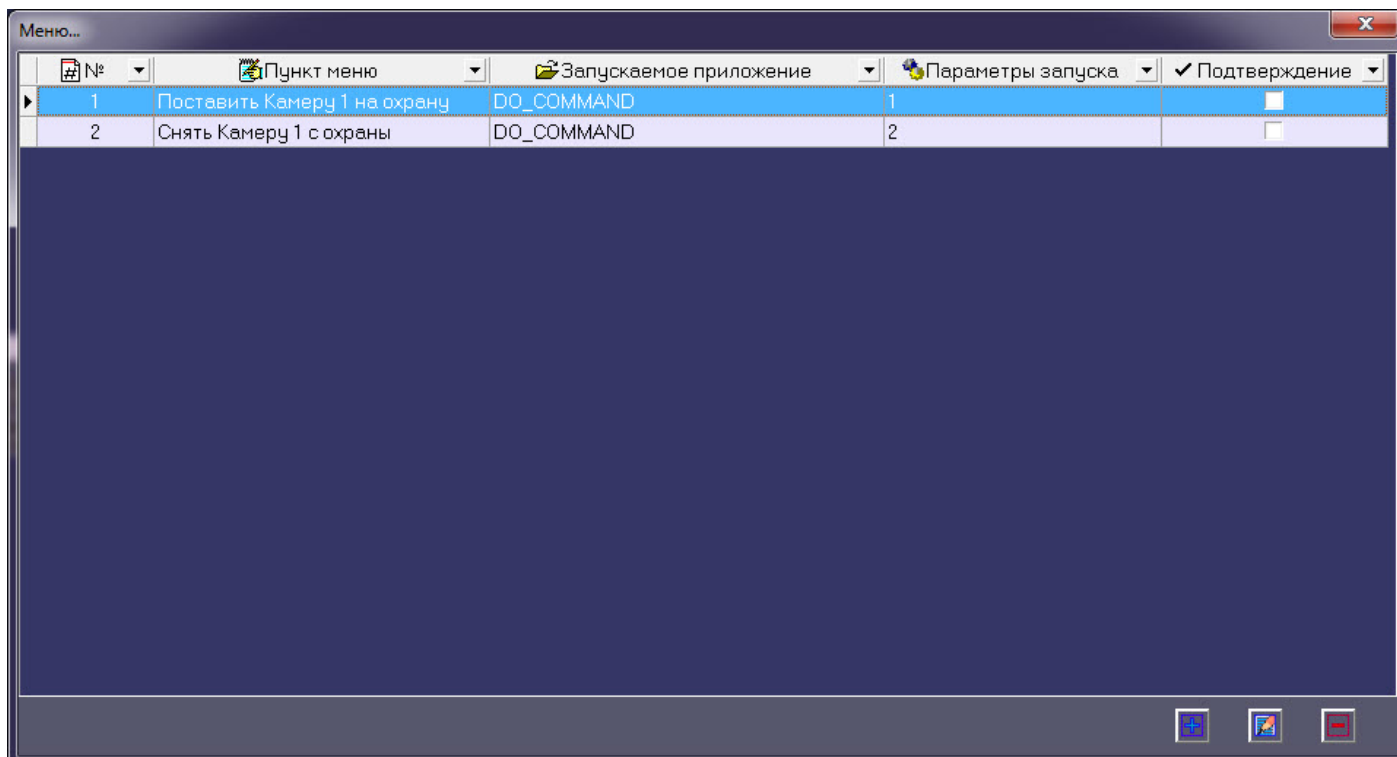 Меню...
№ Пункт меню Запускаемое приложение Параметры запуска Подтверждение
1 Поставить Камеру 1 на охрану DO_COMMAND 1
2 Снять Камеру 1 с охраны DO_COMMAND 2